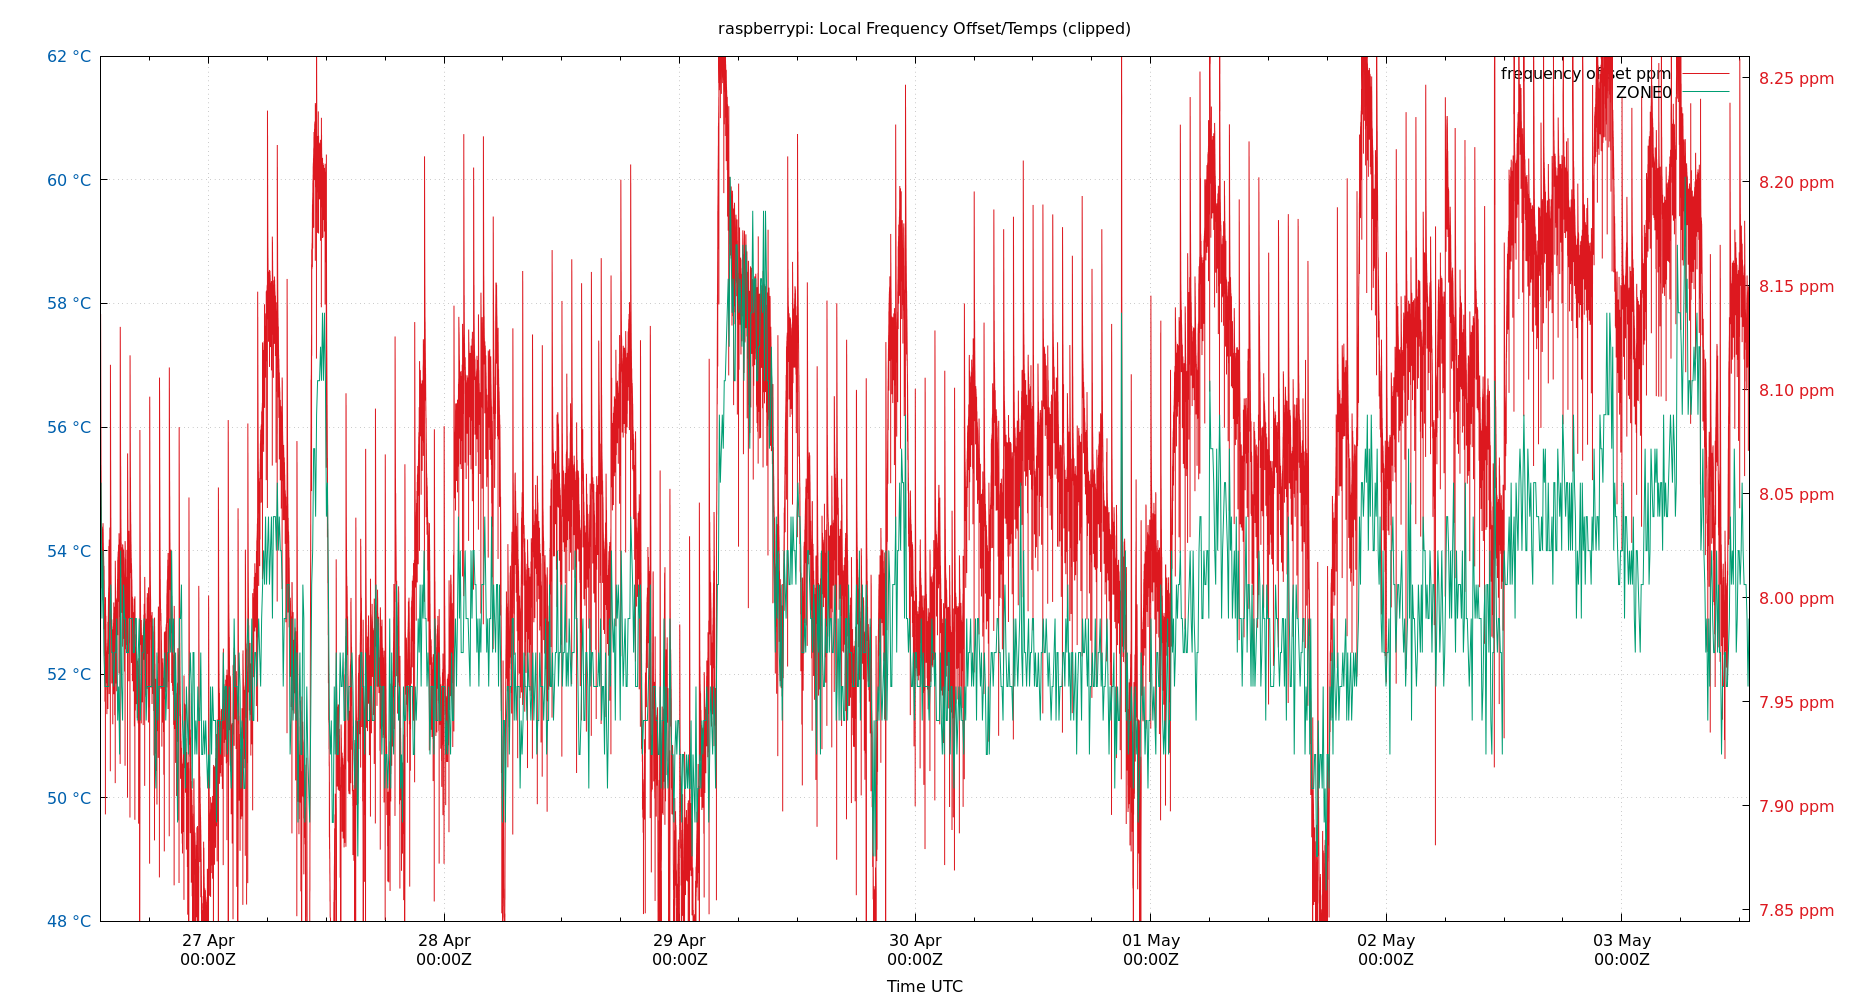 raspberrypi: Local Frequency Offset/Temps (clipped)
62 °C
60 °C
58 °C
56 °C
54 °C
52 °C
50 °C
48 °C
frequency offset ppm
ZONE0
8.25 ppm
8.20 ppm
8.15 ppm
8.10 ppm
8.05 ppm
8.00 ppm
7.95 ppm
7.90 ppm
7.85 ppm
27 Apr
00:00Z
28 Apr
00:00Z
29 Apr
00:00Z
30 Apr
00:00Z
01 May
00:00Z
02 May
00:00Z
03 May
00:00Z
Time UTC